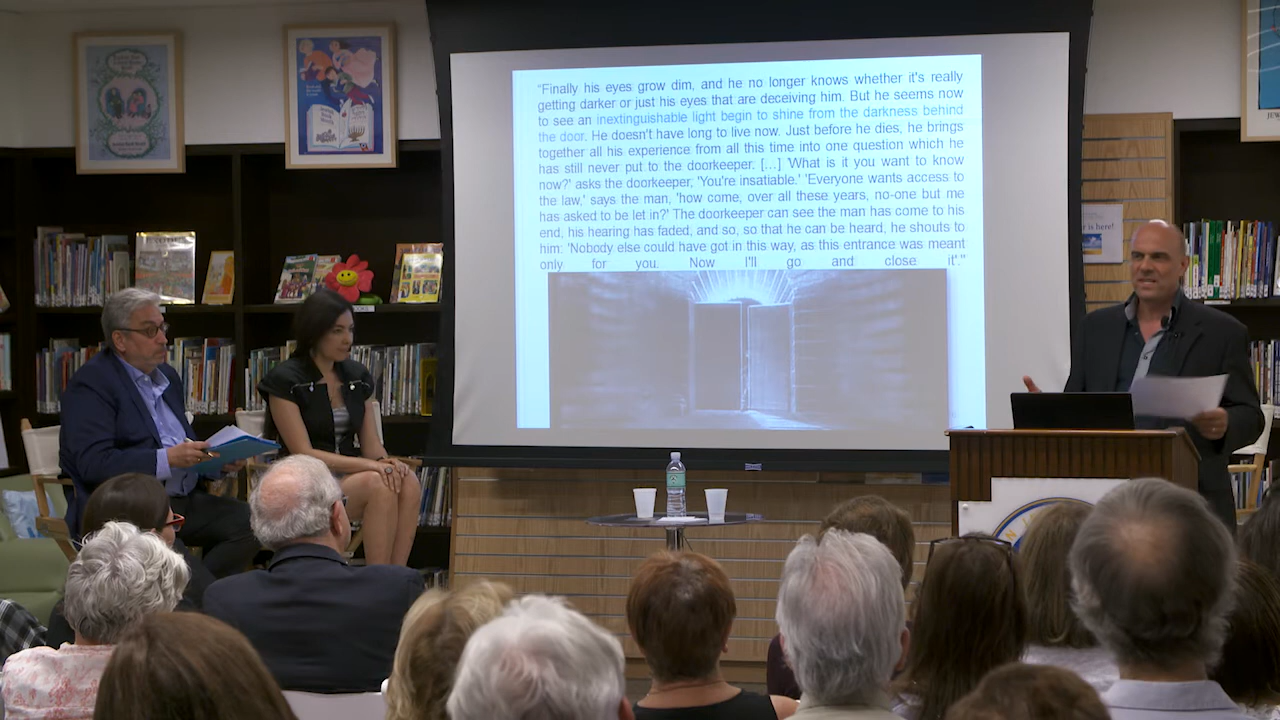 "Finally his eyes grow dim, and he no longer knows whether it's really
getting darker or just his eyes that are deceiving him. But he seems now
to see an inextinguishable light begin to shine from the darkness behind
the door. He doesn't have long to live now. Just before he dies, he brings
together all his experience from all this time into one question which he
has still never put to the doorkeeper. [...] 'What is it you want to know
now?' asks the doorkeeper, 'You're insatiable.' 'Everyone wants access to
the law,' says the man, 'how come, over all these years, no-one but me
has asked to be let in?' The doorkeeper can see the man has come to his
end, his hearing has faded, and so, so that he can be heard, he shouts to
him: 'Nobody else could have got in this way, as this entrance was meant
only for you. Now I'll go and close it'."
is here!